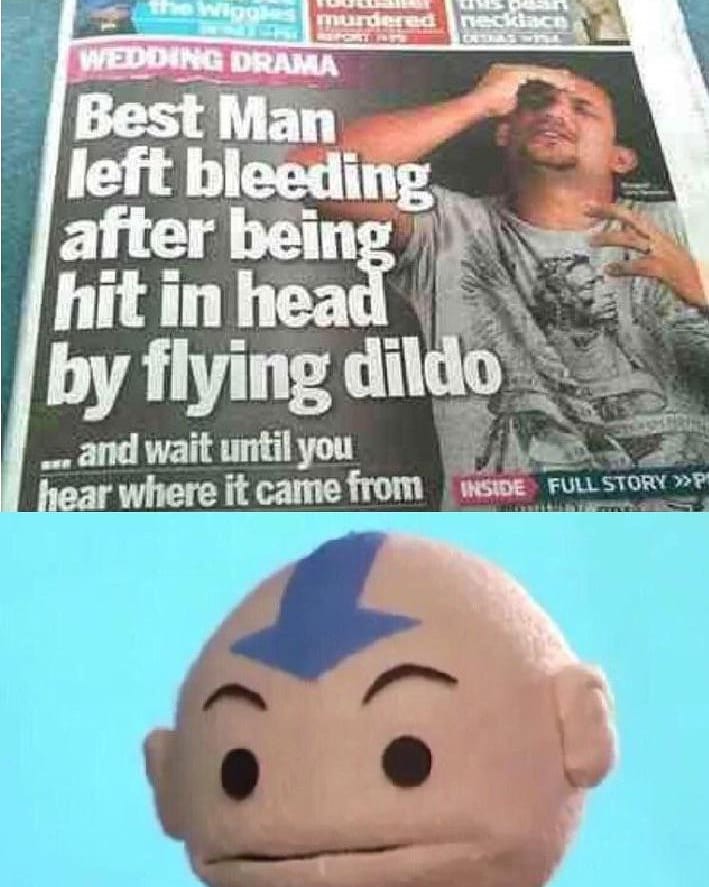 the Wiggles
murdered
necklace
WEDDING DRAMA
Best Man
left bleeding
after being
hit in head
by flying dildo
... and wait until you
hear where it came from
INSIDE FULL STORY »P